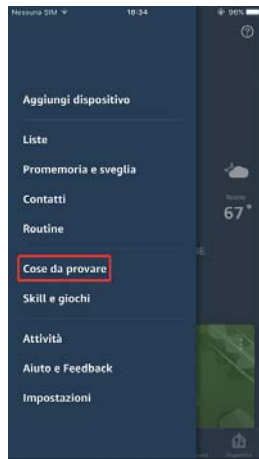 Nessuna SIM
18:34
96%
Aggiungi dispositivo
Liste
Promemoria e sveglia
Contatti
Routine
67°
Cose da provare
Skill e giochi
Attività
Aiuto e Feedback
Impostazioni